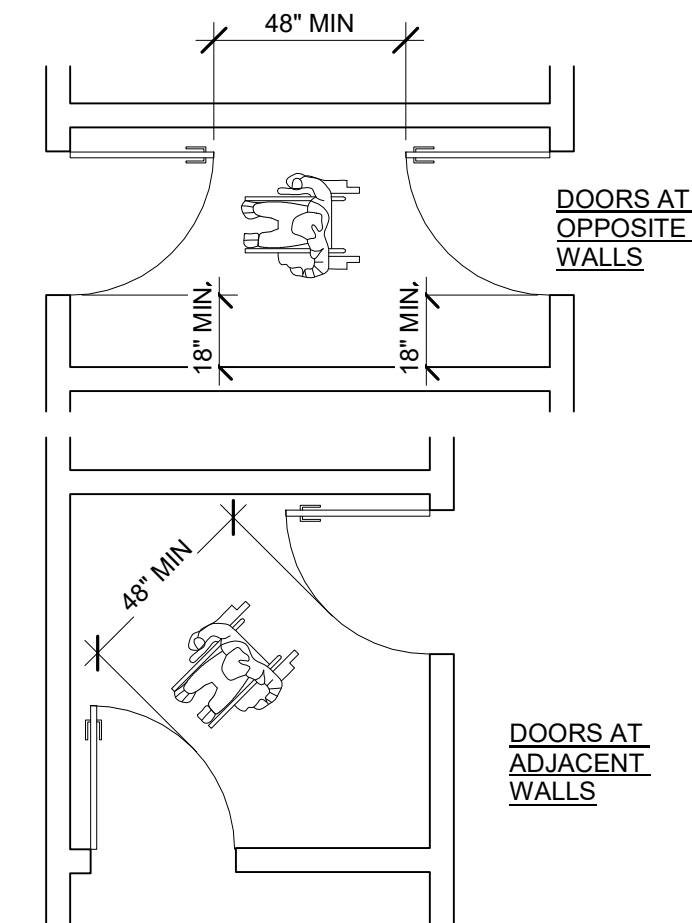 48" MIN
DOORS AT
OPPOSITE
WALLS
18" MIN.
18" MIN.
48" MIN
DOORS AT
ADJACENT
WALLS